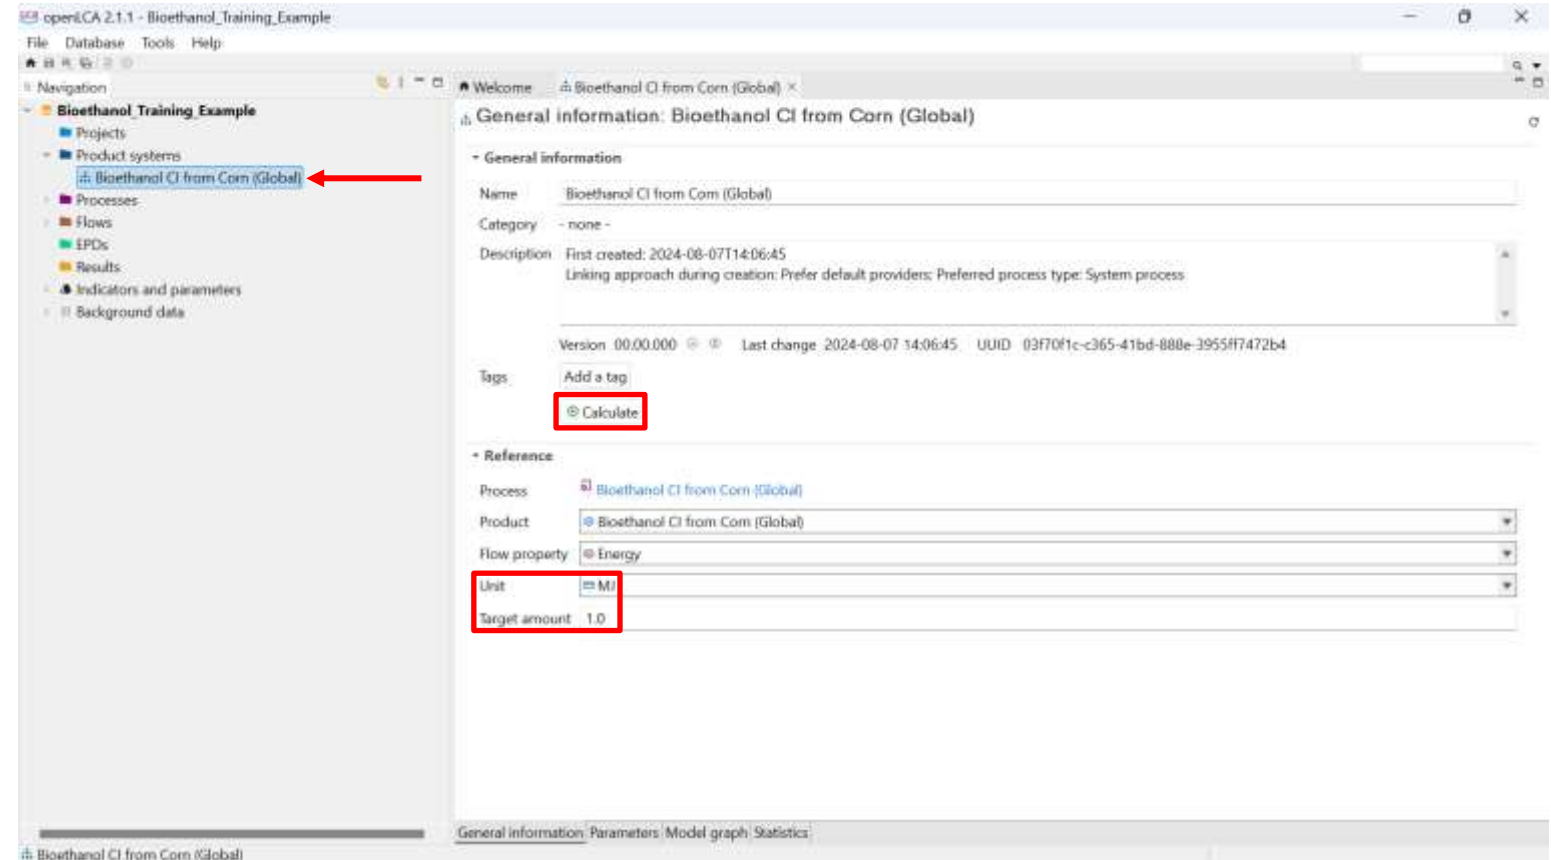 openLCA 2.1.1 - Bioethanol_Training_Example
File Database Tools Help
Navigation
Bioethanol_Training_Example
Projects
Product systems
Bioethanol CI from Corn (Global)
Processes
Flows
EPDs
Results
Indicators and parameters
Background data
Welcome Bioethanol CI from Corn (Global)
General information: Bioethanol CI from Corn (Global)
General information
Name Bioethanol CI from Corn (Global)
Category - none -
Description First created: 2024-08-07T14:06:45
Linking approach during creation: Prefer default providers; Preferred process type: System process
Version 00.00.000 Last change 2024-08-07 14:06:45 UUID 03f70f1c-c365-41bd-888e-3955ff7472b4
Tags Add a tag
Calculate
Reference
Process Bioethanol CI from Corn (Global)
Product Bioethanol CI from Corn (Global)
Flow property Energy
Unit MJ
Target amount 1.0
General information Parameters Model graph Statistics
Bioethanol CI from Corn (Global)